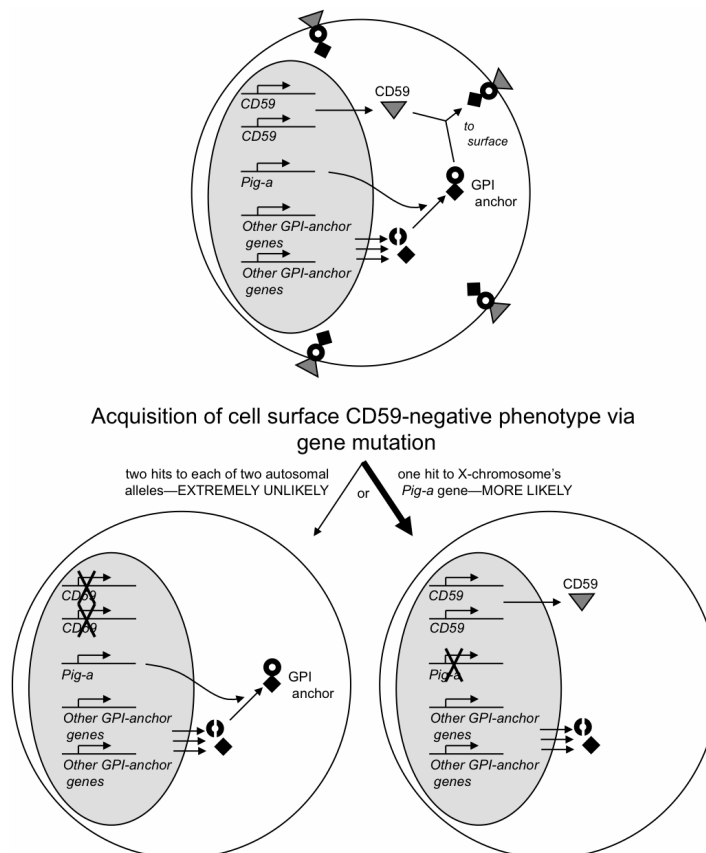 CD59
CD59
CD59
to
surface
Pig-a
GPI
anchor
Other GPI-anchor
genes
Other GPI-anchor
genes
Acquisition of cell surface CD59-negative phenotype via
gene mutation
two hits to each of two autosomal
alleles—EXTREMELY UNLIKELY
or
one hit to X-chromosome's
Pig-a gene—MORE LIKELY
CD59
CD59
Pig-a
GPI
anchor
Other GPI-anchor
genes
Other GPI-anchor
genes
CD59
CD59
CD59
Pig-a
Other GPI-anchor
genes
Other GPI-anchor
genes